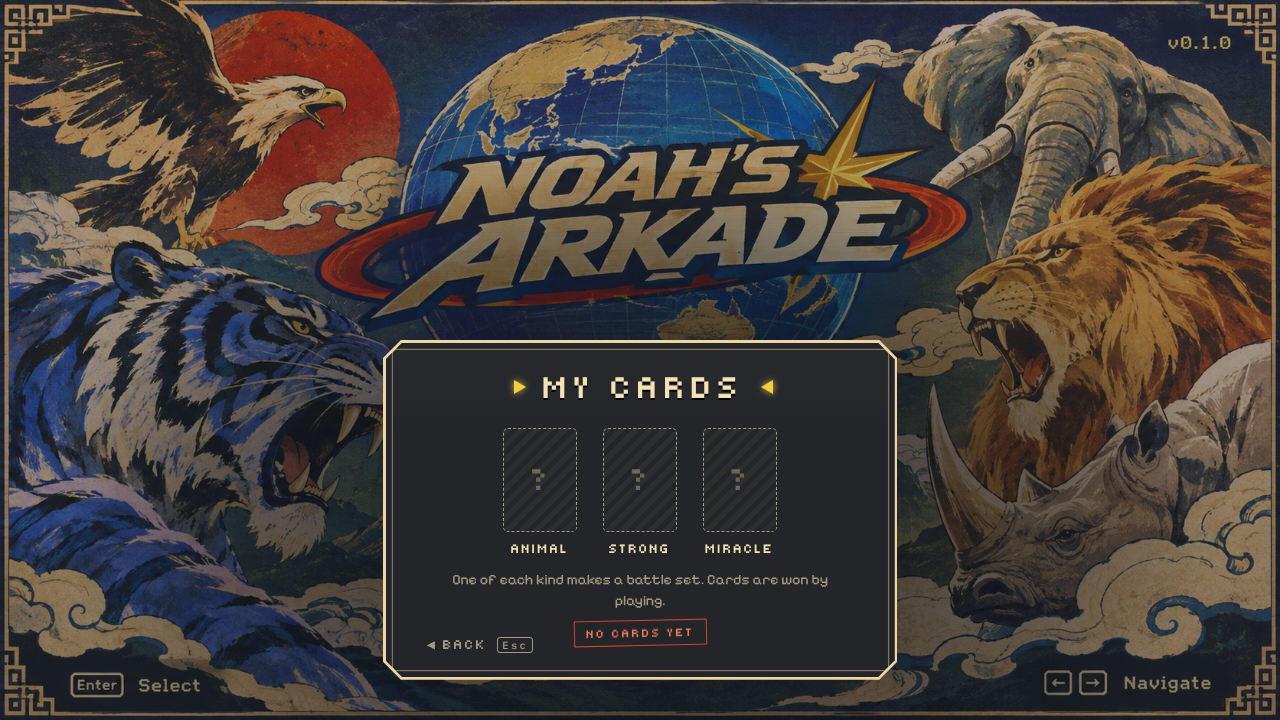 v0.1.0
NOAH'S
ARKADE
MY CARDS
?
?
?
ANIMAL
STRONG
MIRACLE
One of each kind makes a battle set. Cards are won by
playing.
NO CARDS YET
BACK Esc
Enter Select
← → Navigate